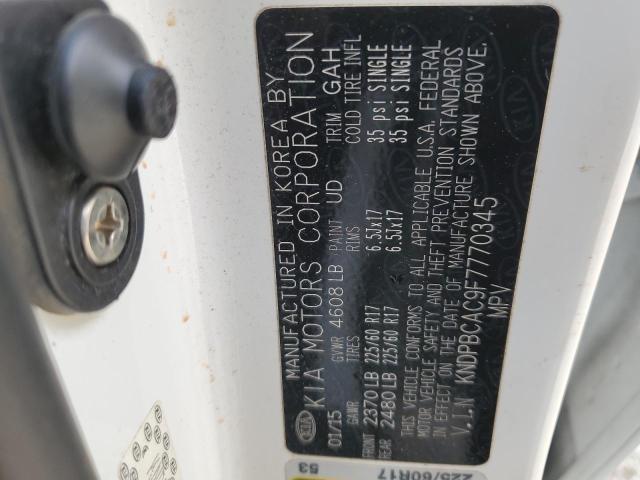 MANUFACTURED IN KOREA BY
KIA KIA MOTORS CORPORATION
01/15 GVWR 4608 LB PAINT UD TRIM GAH
GAWR TIRES RIMS COLD TIRE INFL
FRONT 2370 LB 225/60 R17 6.5Jx17 35 psi SINGLE
REAR 2480 LB 225/60 R17 6.5Jx17 35 psi SINGLE
THIS VEHICLE CONFORMS TO ALL APPLICABLE U.S.A. FEDERAL
MOTOR VEHICLE SAFETY AND THEFT PREVENTION STANDARDS
IN EFFECT ON THE DATE OF MANUFACTURE SHOWN ABOVE.
V.I.N KNDPBCAC9F7770345
MPV
225/60R17
53